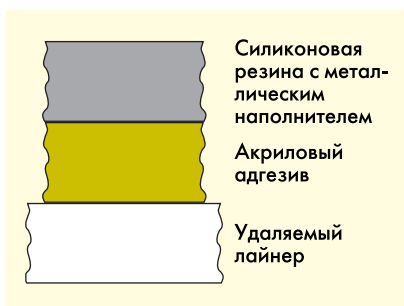 Силиконовая
резина с метал-
лическим
наполнителем
Акриловый
адгезив
Удаляемый
лайнер